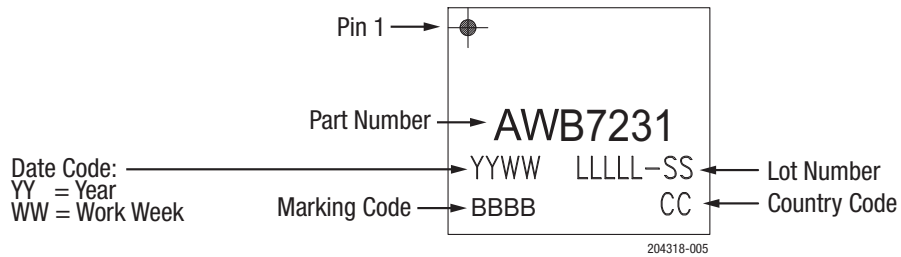 Pin 1
Part Number
AWB7231
Date Code:
YY = Year
WW = Work Week
YYWW LLLLL-SS
Lot Number
Marking Code
BBBB CC
Country Code
204318-005